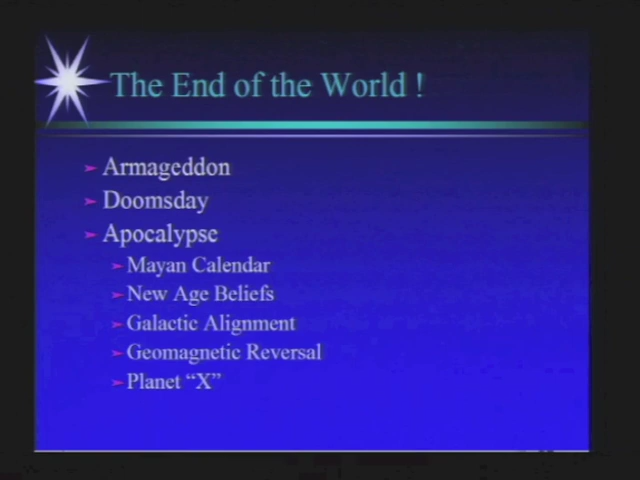 The End of the World !
Armageddon
Doomsday
Apocalypse
Mayan Calendar
New Age Beliefs
Galactic Alignment
Geomagnetic Reversal
Planet “X”